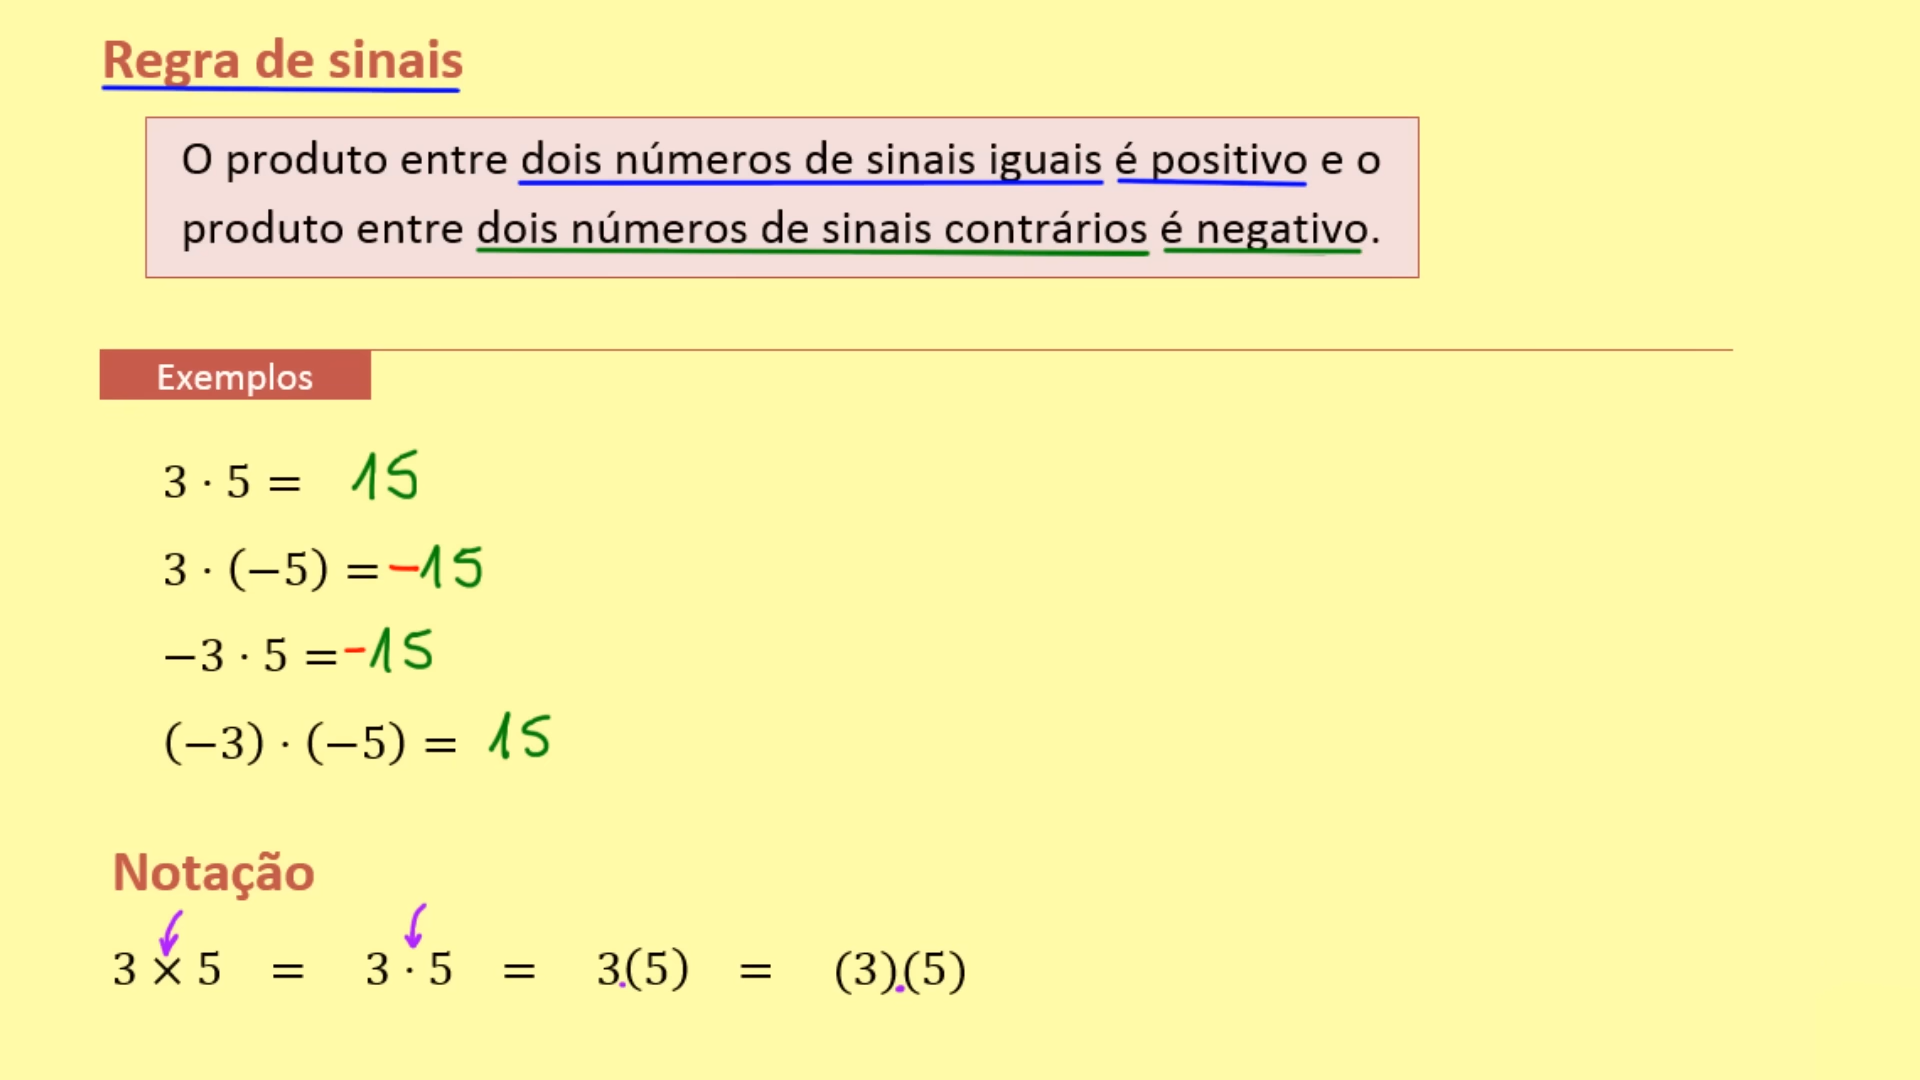 Regra de sinais
O produto entre dois números de sinais iguais é positivo e o
produto entre dois números de sinais contrários é negativo.
Exemplos
3 · 5 = 15
3 · (−5) = −15
−3 · 5 = −15
(−3) · (−5) = 15
Notação
3 × 5 = 3 · 5 = 3.(5) = (3).(5)